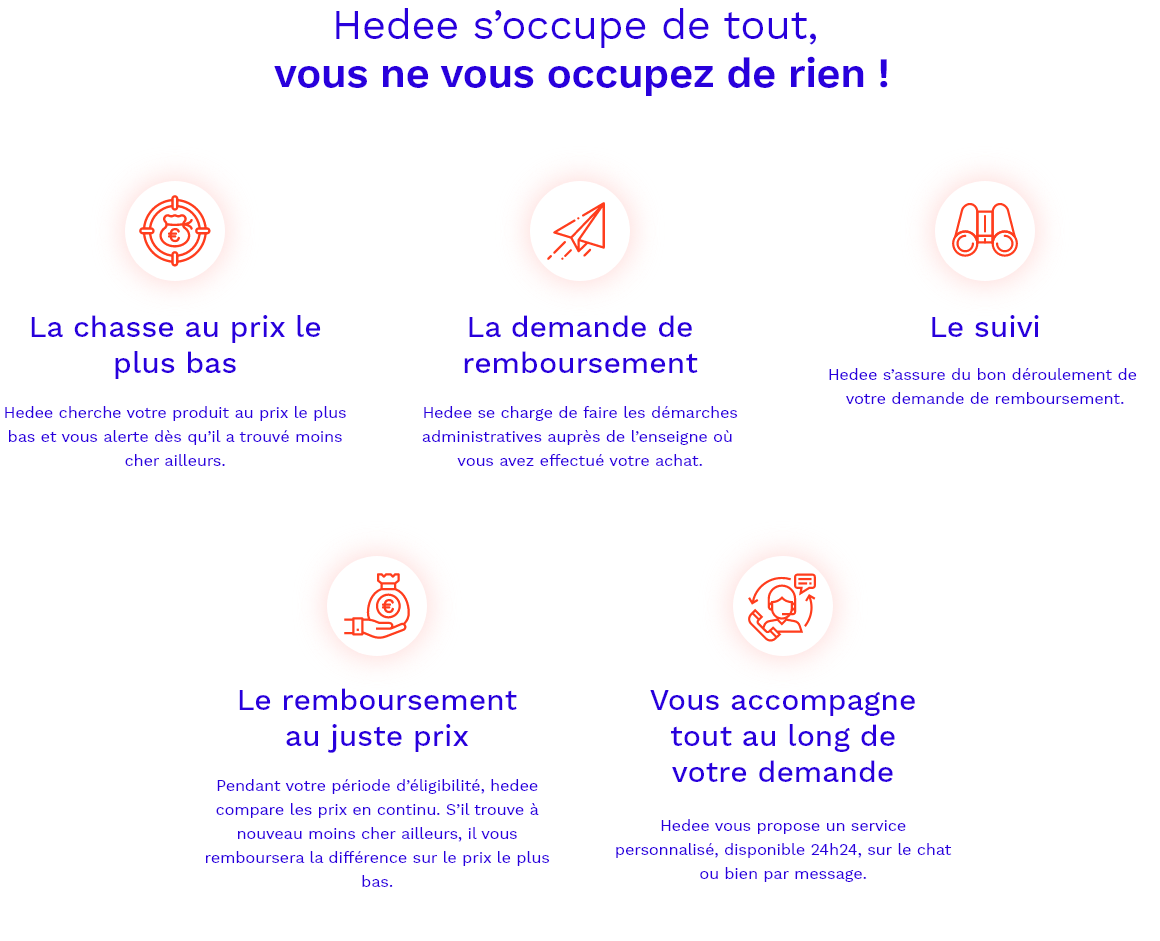 Hedee s’occupe de tout,
vous ne vous occupez de rien !
La chasse au prix le
plus bas
Hedee cherche votre produit au prix le plus
bas et vous alerte dès qu’il a trouvé moins
cher ailleurs.
La demande de
remboursement
Hedee se charge de faire les démarches
administratives auprès de l’enseigne où
vous avez effectué votre achat.
Le suivi
Hedee s’assure du bon déroulement de
votre demande de remboursement.
Le remboursement
au juste prix
Pendant votre période d’éligibilité, hedee
compare les prix en continu. S’il trouve à
nouveau moins cher ailleurs, il vous
remboursera la différence sur le prix le plus
bas.
Vous accompagne
tout au long de
votre demande
Hedee vous propose un service
personnalisé, disponible 24h24, sur le chat
ou bien par message.